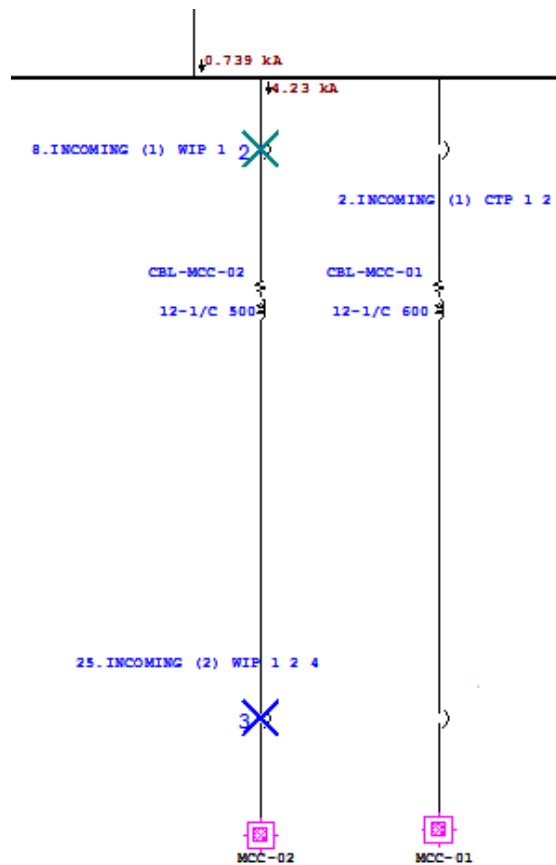 0.739 kA
4.23 kA
8.INCOMING (1) WIP 1 2
2.INCOMING (1) CTP 1 2
CBL-MCC-02
CBL-MCC-01
12-1/C 500
12-1/C 600
25.INCOMING (2) WIP 1 2 4
3
MCC-02
MCC-01